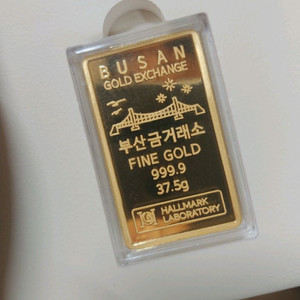 BUSAN
GOLD EXCHANGE
부산금거래소
FINE GOLD
999.9
37.5g
HALLMARK
LABORATORY